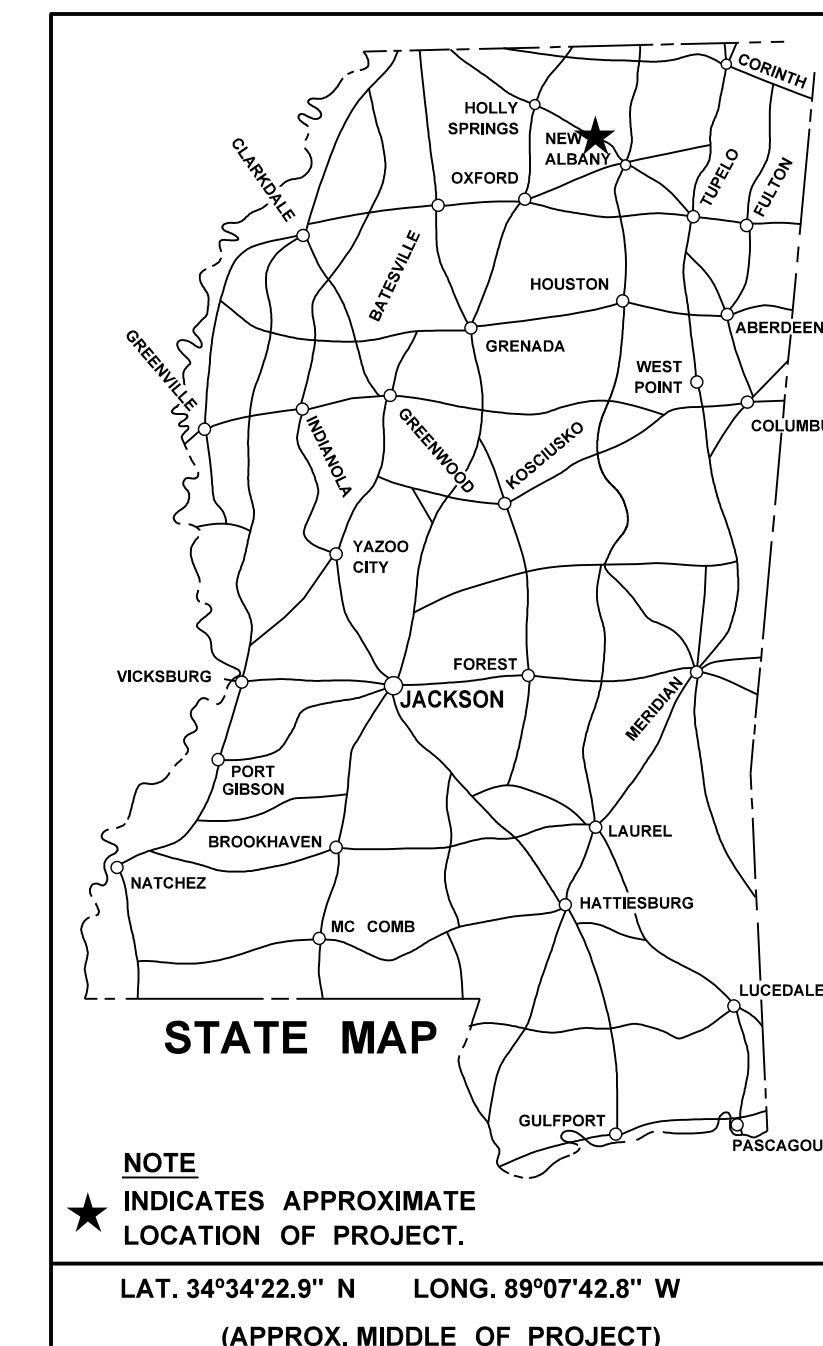 CORINTH
HOLLY
SPRINGS
NEW
ALBANY
CLARKDALE
OXFORD
TUPELO
FULTON
BATESVILLE
HOUSTON
ABERDEEN
GREENVILLE
GRENADA
WEST
POINT
COLUMBU
INDIANOLA
GREENWOOD
KOSCIUSKO
YAZOO
CITY
VICKSBURG
FOREST
JACKSON
MERIDIAN
PORT
GIBSON
BROOKHAVEN
LAUREL
NATCHEZ
HATTIESBURG
MC COMB
LUCEDALE
STATE MAP
GULFPORT
PASCAGOU
NOTE
INDICATES APPROXIMATE
LOCATION OF PROJECT.
LAT. 34º34'22.9" N LONG. 89º07'42.8" W
(APPROX. MIDDLE OF PROJECT)